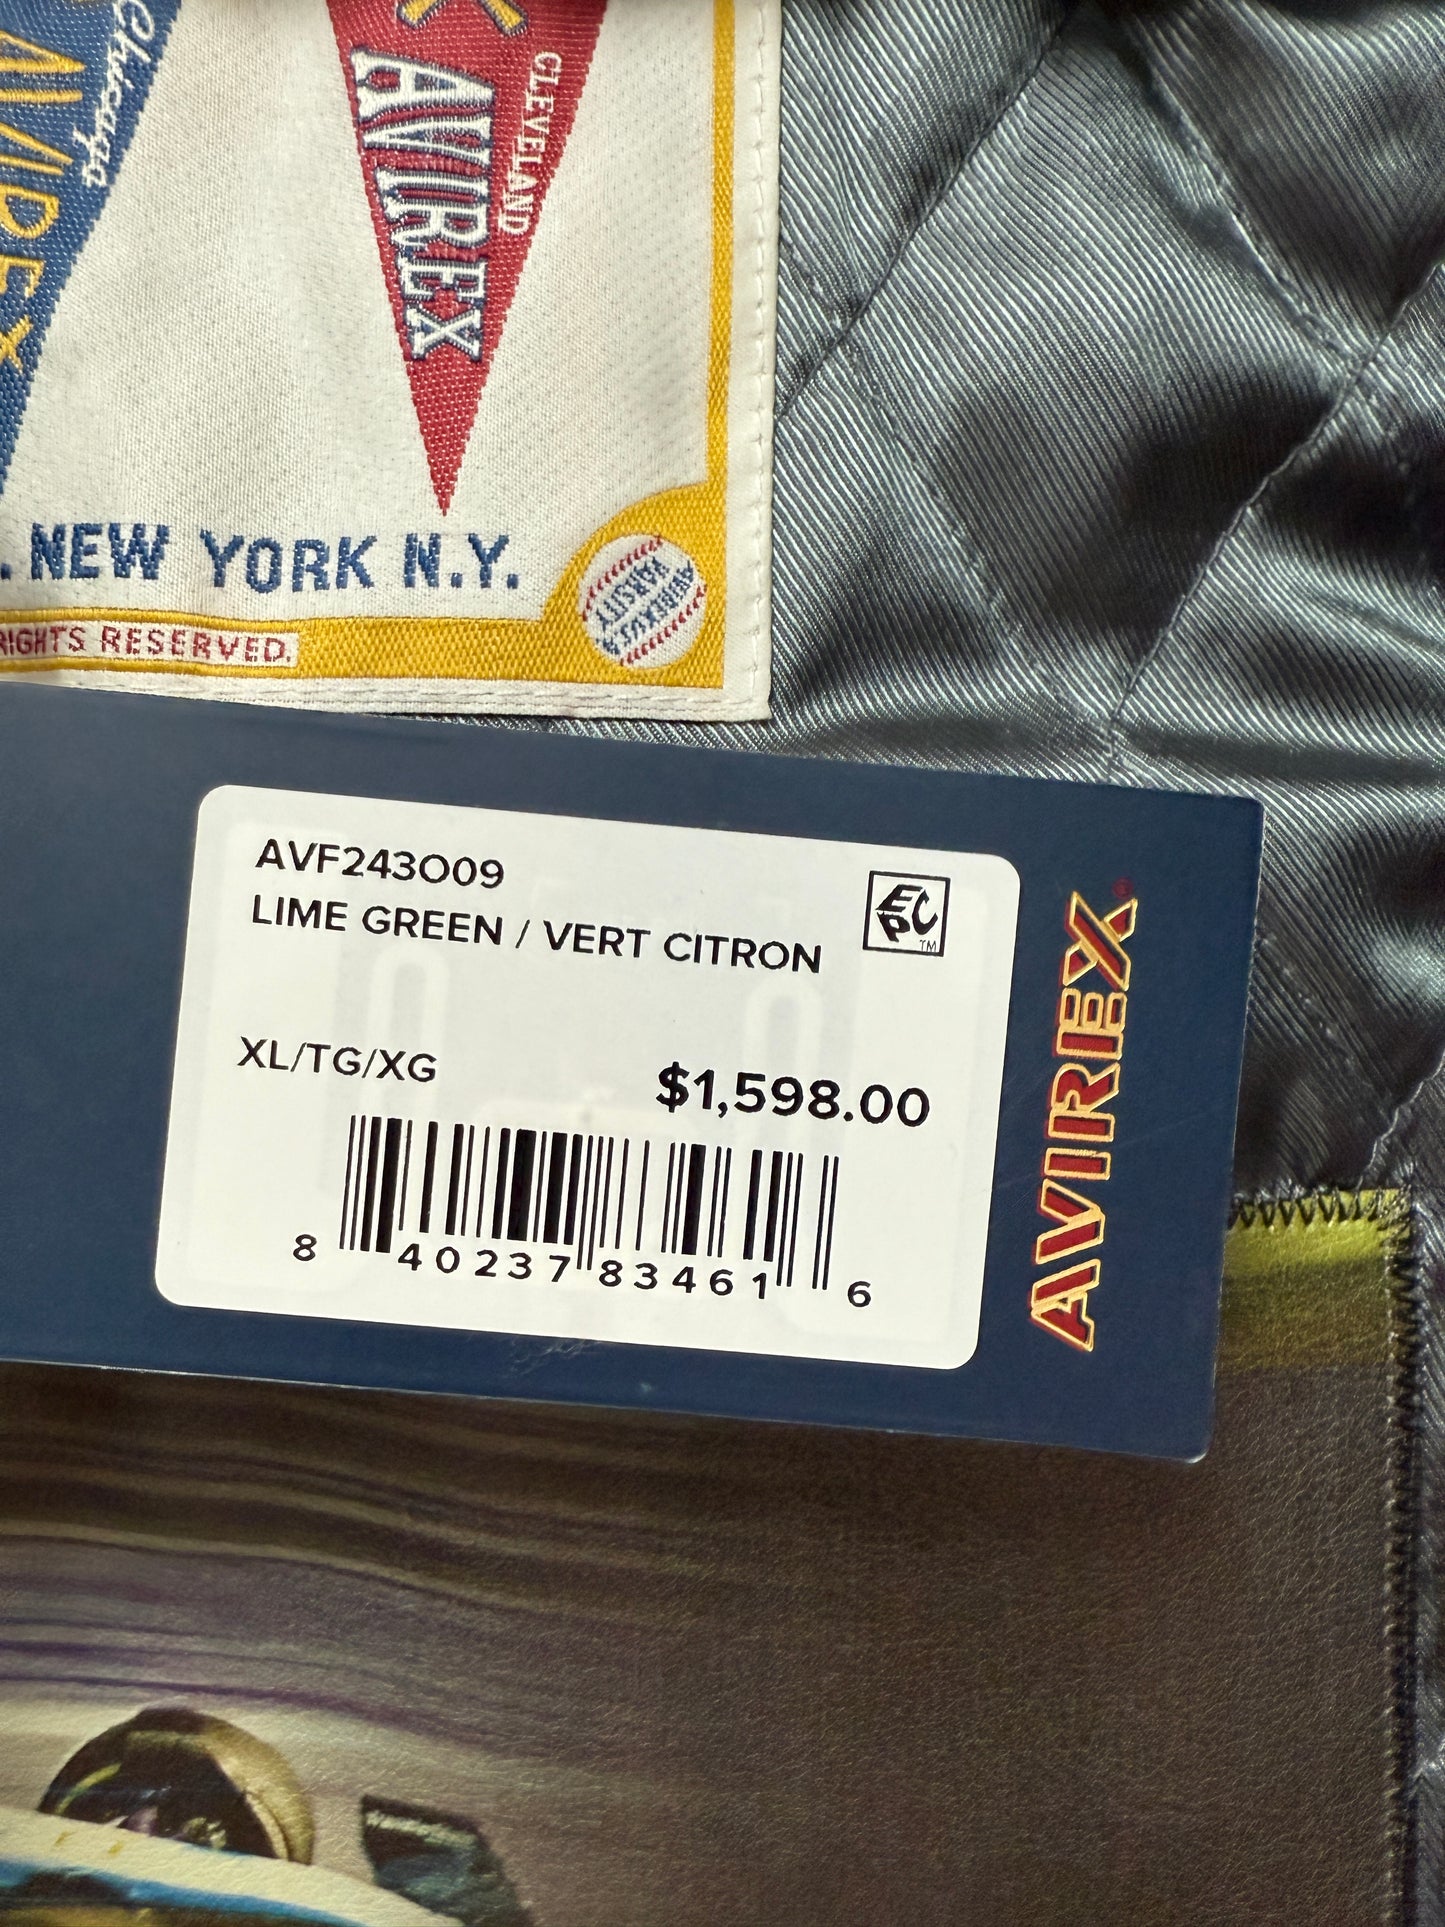 Chicago
AVIREX
AVIREX
CLEVELAND
. NEW YORK N.Y.
RIGHTS RESERVED.
VARSITY
AVF243O09
LIME GREEN / VERT CITRON
EPC
TM
XL/TG/XG
$1,598.00
8 40237 83461 6
AVIREX®